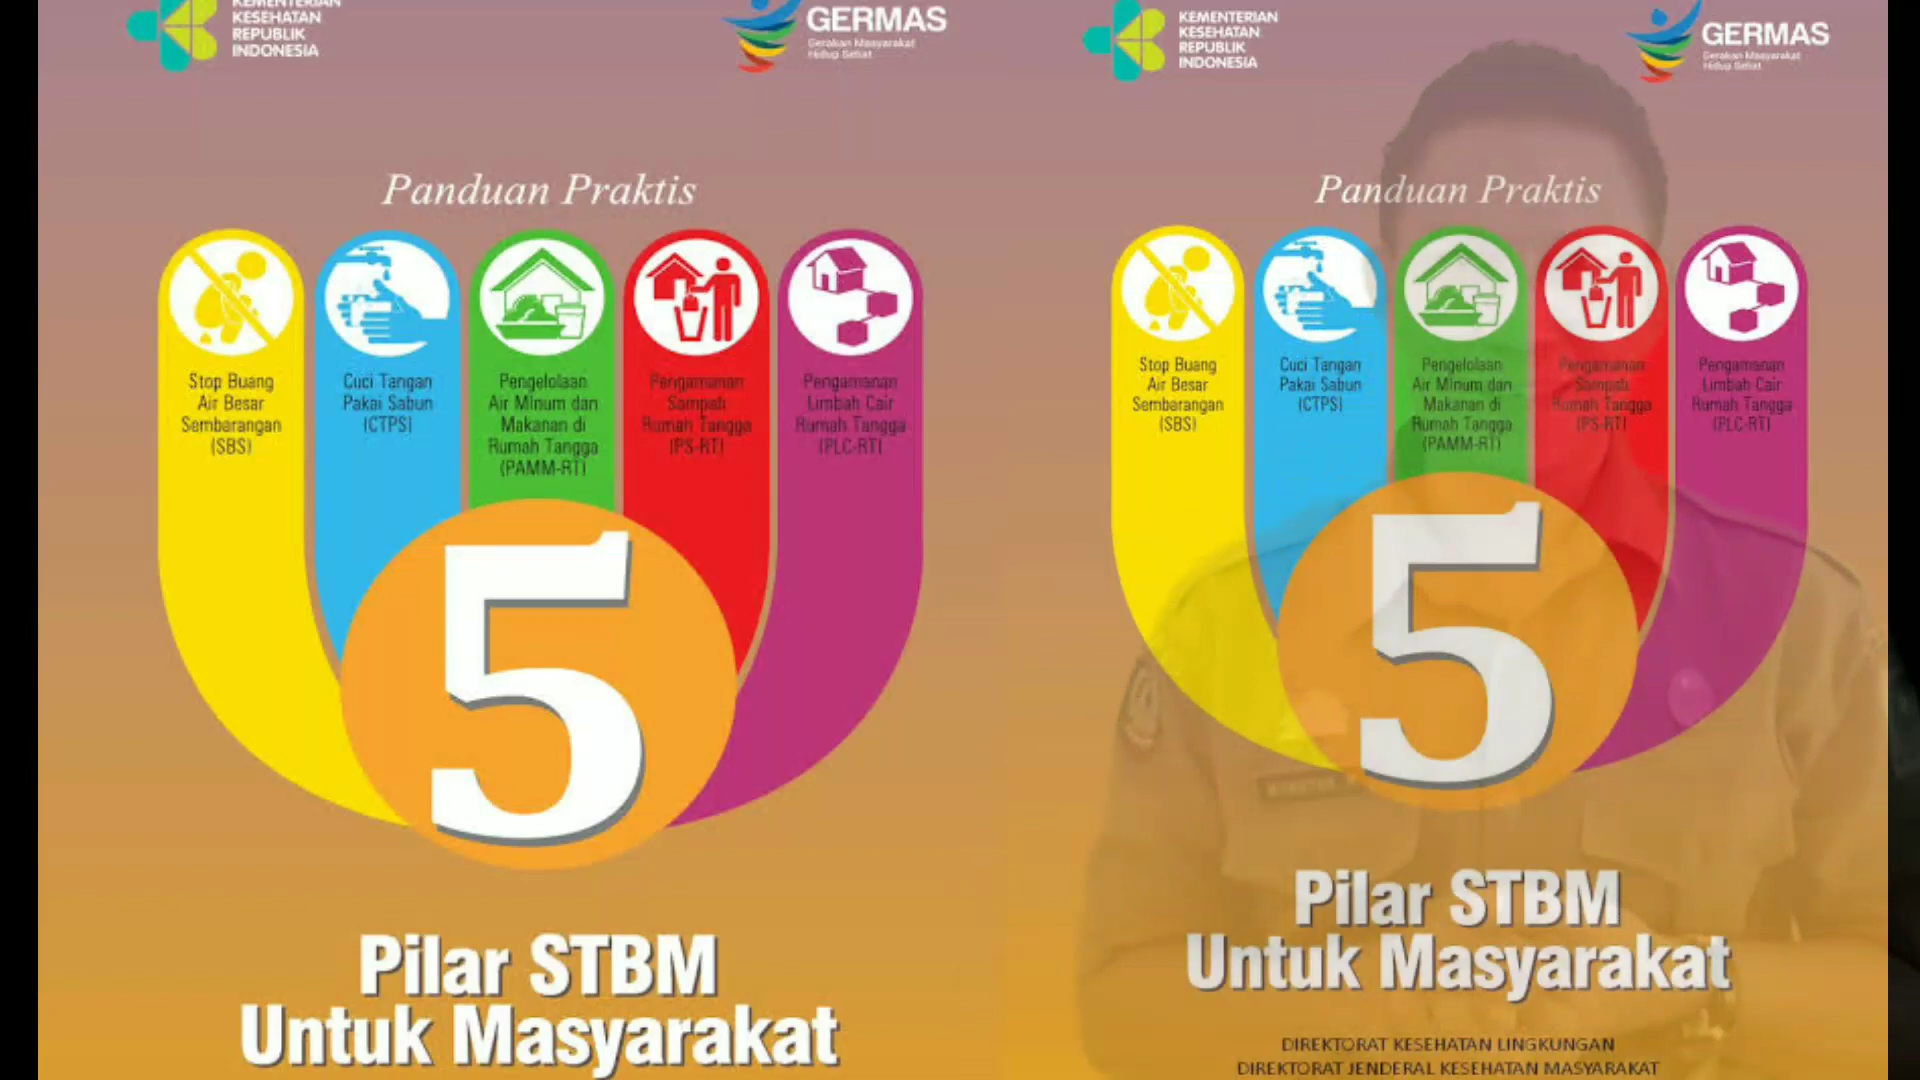 KEMENTERIAN
KESEHATAN
REPUBLIK
INDONESIA
GERMAS
Gerakan Masyarakat
Hidup Sehat
Panduan Praktis
Stop Buang
Air Besar
Sembarangan
(SBS)
Cuci Tangan
Pakai Sabun
(CTPS)
Pengelolaan
Air Minum dan
Makanan di
Rumah Tangga
(PAMM-RT)
Pengamanan
Sampah
Rumah Tangga
(PS-RT)
Pengamanan
Limbah Cair
Rumah Tangga
(PLC-RT)
5
Pilar STBM
Untuk Masyarakat
KEMENTERIAN
KESEHATAN
REPUBLIK
INDONESIA
GERMAS
Gerakan Masyarakat
Hidup Sehat
Panduan Praktis
Stop Buang
Air Besar
Sembarangan
(SBS)
Cuci Tangan
Pakai Sabun
(CTPS)
Pengelolaan
Air Minum dan
Makanan di
Rumah Tangga
(PAMM-RT)
Pengamanan
Sampah
Rumah Tangga
(PS-RT)
Pengamanan
Limbah Cair
Rumah Tangga
(PLC-RT)
5
Pilar STBM
Untuk Masyarakat
DIREKTORAT KESEHATAN LINGKUNGAN
DIREKTORAT JENDERAL KESEHATAN MASYARAKAT